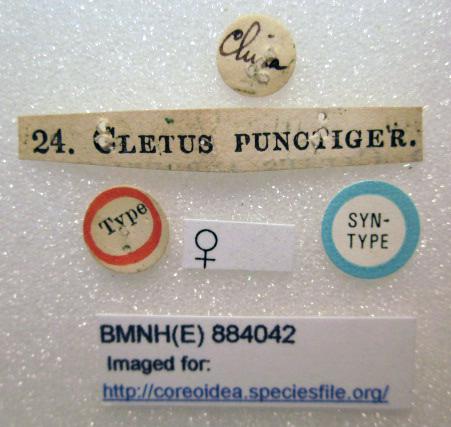 China
24. CLETUS PUNCTIGER.
Type
♀
SYN-
TYPE
BMNH(E) 884042
Imaged for:
http://coreoidea.speciesfile.org/